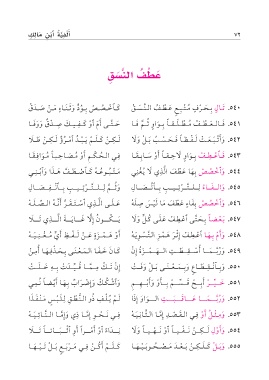 ٧٢
أَلْفِيَّةُ ابْنِ مَالِكٍ
عَطْفُ النَّسَقِ
٥٤٠. تَالٍ بِحَرْفٍ مُتْبِعٍ عَطْفُ النَّسَقْ كَاخْصُصْ بِوُدٍّ وَثَنَاءٍ مَنْ صَدَقْ
٥٤١. فَالْعَطْفُ مُطْلَقًا بِوَاوٍ ثُمَّ فَا حَتَّى أَمَ اوْ كَفِيكَ صِدْقٌ وَوَفَا
٥٤٢. وَأَتْبَعَتْ لَفْظًا فَحَسْبُ بَلْ وَلَا لَكِنْ كَلَمْ يَبْدُ امْرُؤٌ لَكِنْ طَلَا
٥٤٣. فَاعْطِفْ بِوَاوٍ لَاحِقًا أَوْ سَابِقَا فِي الْحُكْمِ أَوْ مُصَاحِبًا مُوَافِقَا
٥٤٤. وَاخْصُصْ بِهَا عَطْفَ الَّذِي لَا يُغْنِي مَتْبُوعُهُ كَاصْطَفَّ هَذَا وَابْنِي
٥٤٥. وَالْفَاءُ لِلتَّرْتِيبِ بِاتِّصَالِ وَثُمَّ لِلتَّرْتِيبِ بِانْفِصَالِ
٥٤٦. وَاخْصُصْ بِفَاءٍ عَطْفَ مَا لَيْسَ صِلَهْ عَلَى الَّذِي اسْتَقَرَّ أَنَّهُ الصِّلَهْ
٥٤٧. بَعْضًا بِحَتَّى اعْطِفْ عَلَى كُلٍّ وَلَا يَكُونُ إِلَّا غَايَةَ الَّذِي تَلَا
٥٤٨. وَأَمْ بِهَا اعْطِفْ إِثْرَ هَمْزِ التَّسْوِيَهْ أَوْ هَمْزَةٍ عَنْ لَفْظِ أَيٍّ مُغْنِيَهْ
٥٤٩. وَرُبَّمَا أُسْقِطَتِ الْهَمْزَةُ إِنْ كَانَ خَفَا الْمَعْنَى بِحَذْفِهَا أُمِنْ
٥٥٠. وَبِانْقِطَاعٍ وَبِمَعْنَى بَلْ وَفَتْ إِنْ تَكُ مِمَّا قُيِّدَتْ بِهِ خَلَتْ
٥٥١. خَيِّرْ أَبِحْ قَسِّمْ بِأَوْ وَأَبْهِمِ وَاشْكُكْ وَإِضْرَابٌ بِهَا أَيْضًا نُمِي
٥٥٢. وَرُبَّمَا عَاقَبَتِ الْوَاوَ إِذَا لَمْ يُلْفِ ذُو النُّطْقِ لِلَبْسٍ مَنْفَذَا
٥٥٣. وَمِثْلُ أَوْ فِي الْقَصْدِ إِمَّا الثَّانِيَهْ فِي نَحْوِ إِمَّا ذِي وَإِمَّا النَّائِيَهْ
٥٥٤. وَأَوْلِ لَكِنْ نَفْيًا اوْ نَهْيًا وَلَا نِدَاءً اوْ أَمْرًا أَوِ اثْبَاتًا تَلَا
٥٥٥. وَبَلْ كَلَكِنْ بَعْدَ مَصْحُوبَيْهَا كَلَمْ أَكُنْ فِي مَرْبَعٍ بَلْ تَيْهَا